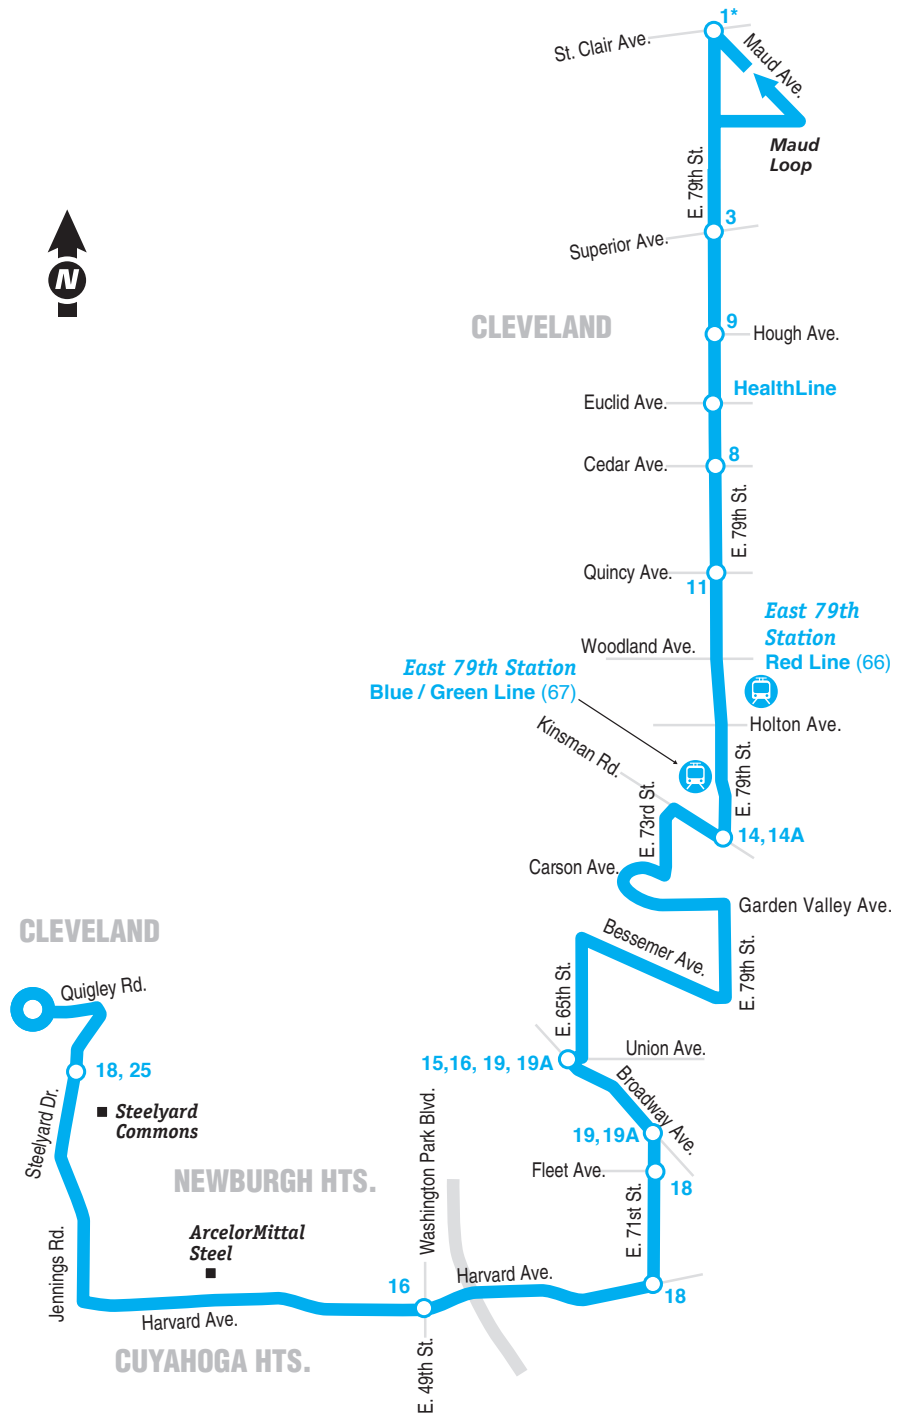 1*
St. Clair Ave.
Maud Ave.
Maud
Loop
E. 79th St.
3
Superior Ave.
N
CLEVELAND
9
Hough Ave.
HealthLine
Euclid Ave.
8
Cedar Ave.
E. 79th St.
Quincy Ave.
11
East 79th
Station
Red Line (66)
Woodland Ave.
East 79th Station
Blue / Green Line (67)
Holton Ave.
Kinsman Rd.
E. 79th St.
E. 73rd St.
14, 14A
Carson Ave.
Garden Valley Ave.
CLEVELAND
Bessemer Ave.
E. 79th St.
E. 65th St.
Quigley Rd.
Union Ave.
15,16, 19, 19A
18, 25
Broadway Ave.
Steelyard Dr.
Steelyard
Commons
19, 19A
Fleet Ave.
18
NEWBURGH HTS.
Washington Park Blvd.
E. 71st St.
ArcelorMittal
Steel
Jennings Rd.
16
Harvard Ave.
18
Harvard Ave.
E. 49th St.
CUYAHOGA HTS.